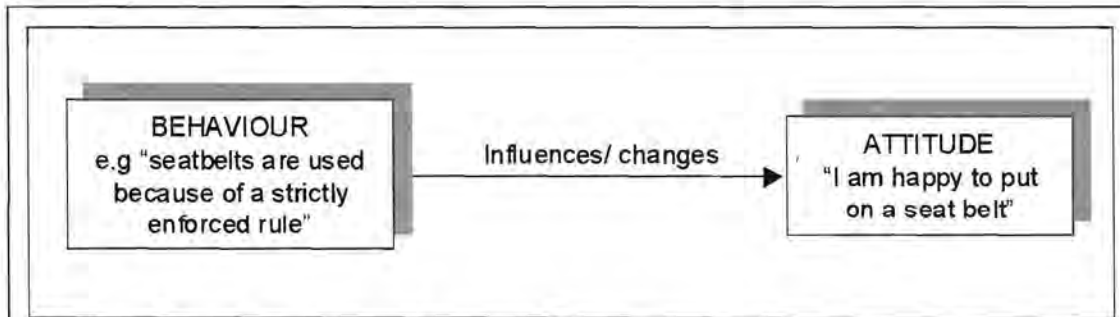 BEHAVIOUR
e.g "seatbelts are used
because of a strictly
enforced rule"
Influences/ changes
ATTITUDE
"I am happy to put
on a seat belt"